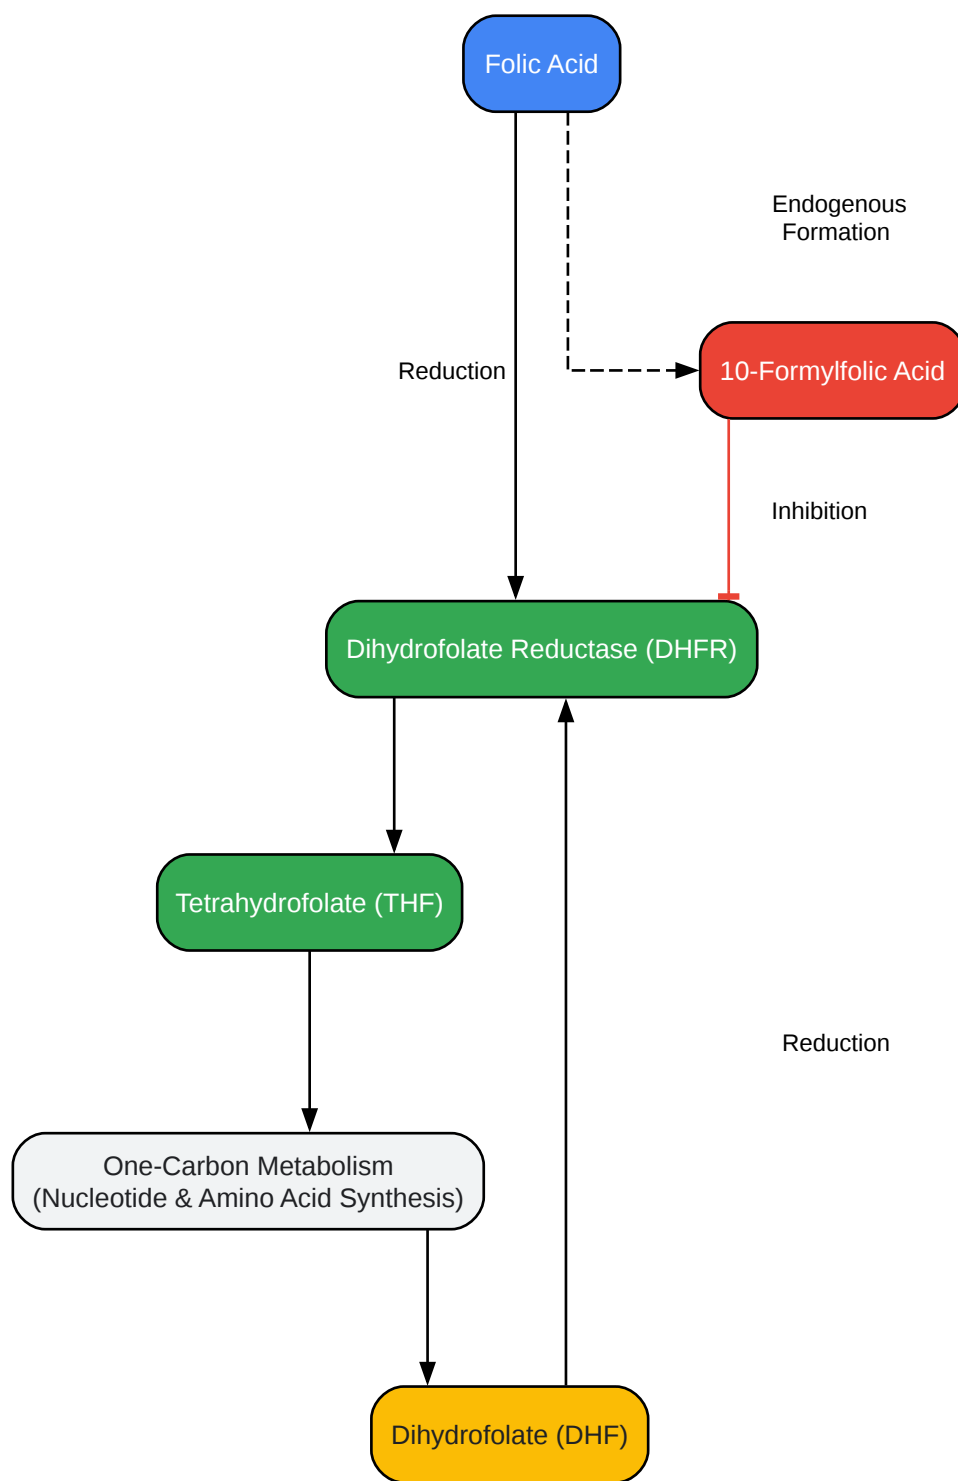 Folic Acid
Endogenous
Formation
Reduction
10-Formylfolic Acid
Inhibition
Dihydrofolate Reductase (DHFR)
Tetrahydrofolate (THF)
Reduction
One-Carbon Metabolism
(Nucleotide & Amino Acid Synthesis)
Dihydrofolate (DHF)